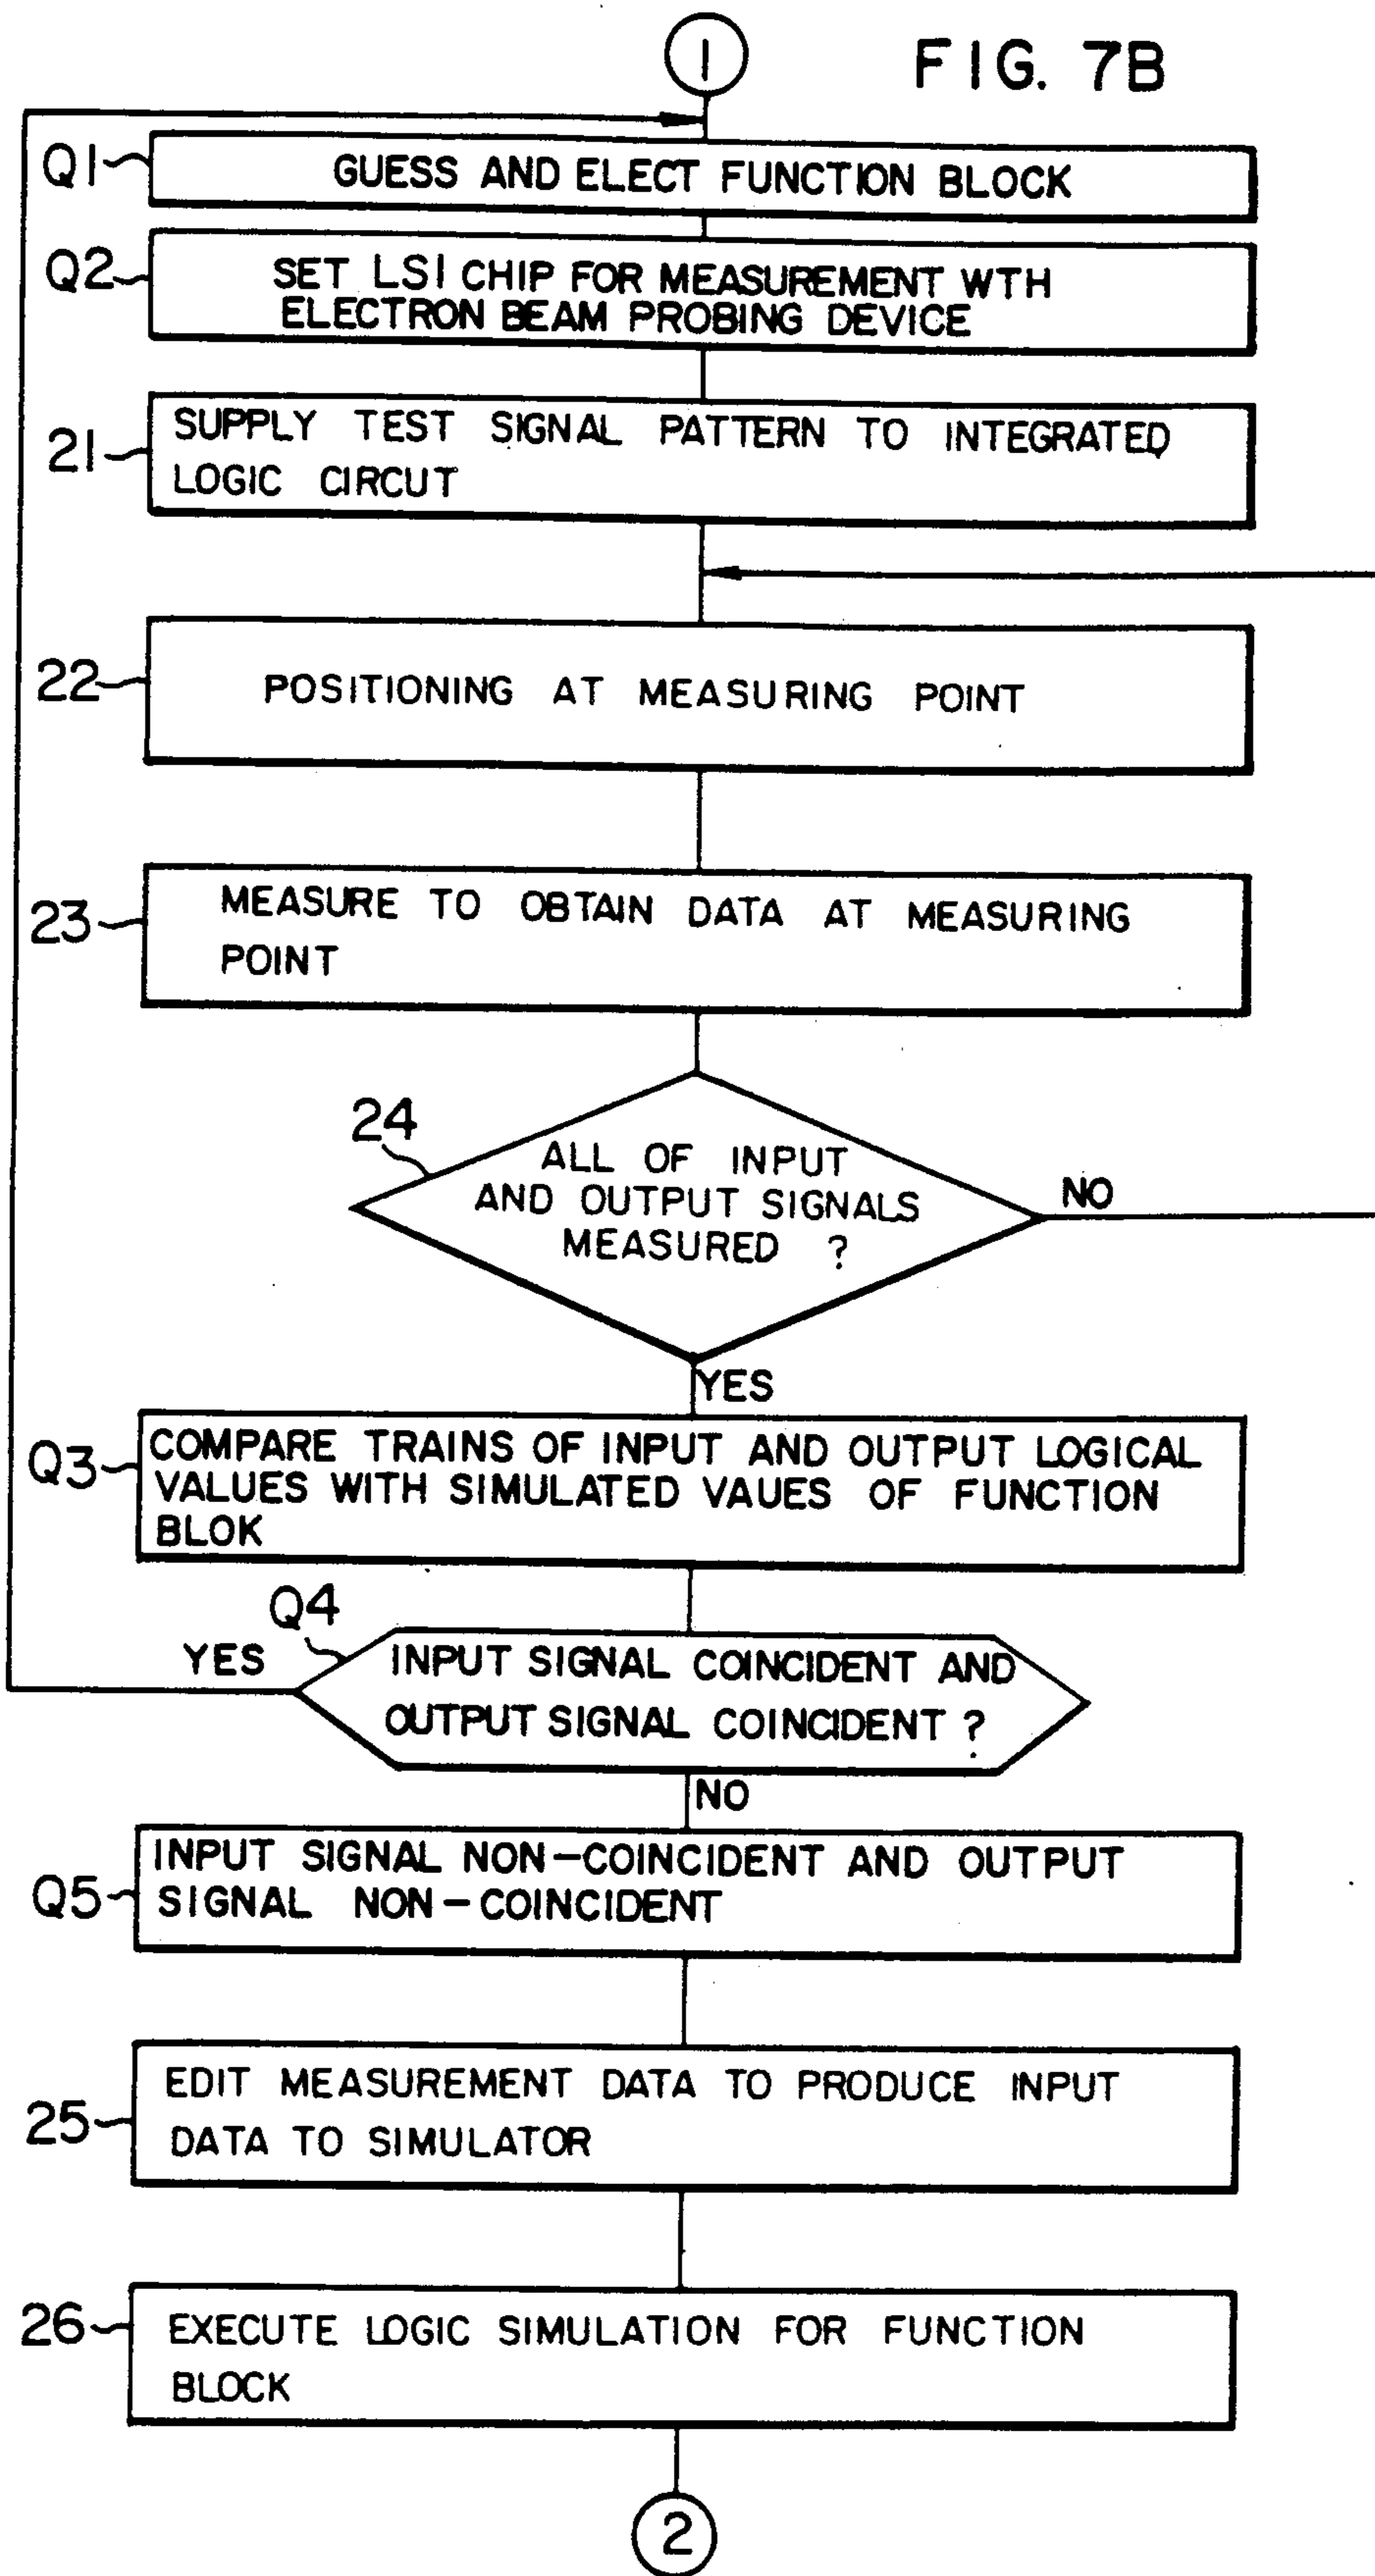 1
FIG. 7B
Q1
GUESS AND ELECT FUNCTION BLOCK
Q2
SET LSI CHIP FOR MEASUREMENT WTH
ELECTRON BEAM PROBING DEVICE
21
SUPPLY TEST SIGNAL PATTERN TO INTEGRATED
LOGIC CIRCUT
22
POSITIONING AT MEASURING POINT
23
MEASURE TO OBTAIN DATA AT MEASURING
POINT
24
ALL OF INPUT
AND OUTPUT SIGNALS
MEASURED ?
NO
YES
Q3
COMPARE TRAINS OF INPUT AND OUTPUT LOGICAL
VALUES WITH SIMULATED VAUES OF FUNCTION
BLOK
Q4
YES
INPUT SIGNAL COINCIDENT AND
OUTPUT SIGNAL COINCIDENT ?
NO
Q5
INPUT SIGNAL NON-COINCIDENT AND OUTPUT
SIGNAL NON-COINCIDENT
25
EDIT MEASUREMENT DATA TO PRODUCE INPUT
DATA TO SIMULATOR
26
EXECUTE LOGIC SIMULATION FOR FUNCTION
BLOCK
2